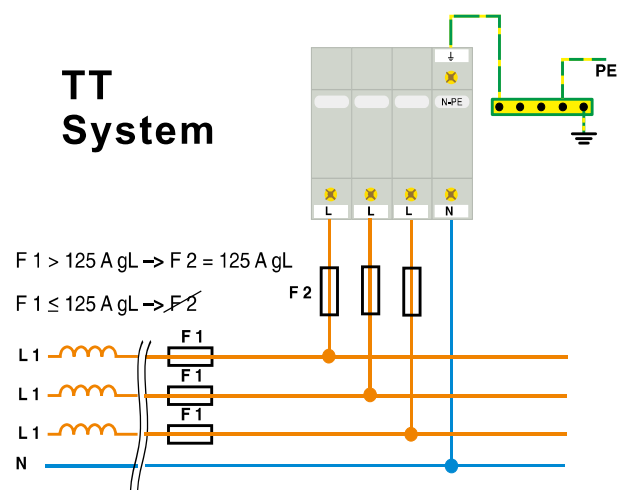 TT
System
⏚
N-PE
PE
L L L N
F 1 > 125 A gL –> F 2 = 125 A gL
F 1 ≤ 125 A gL –> F 2
F 2
F 1
L 1
F 1
L 1
F 1
L 1
N